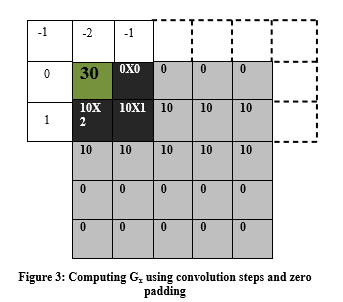 -1 -2 -1
0 30 0X0 0 0 0
1 10X 10X1 10 10 10
2
10 10 10 10 10
0 0 0 0 0
0 0 0 0 0
Figure 3: Computing Gx using convolution steps and zero
padding